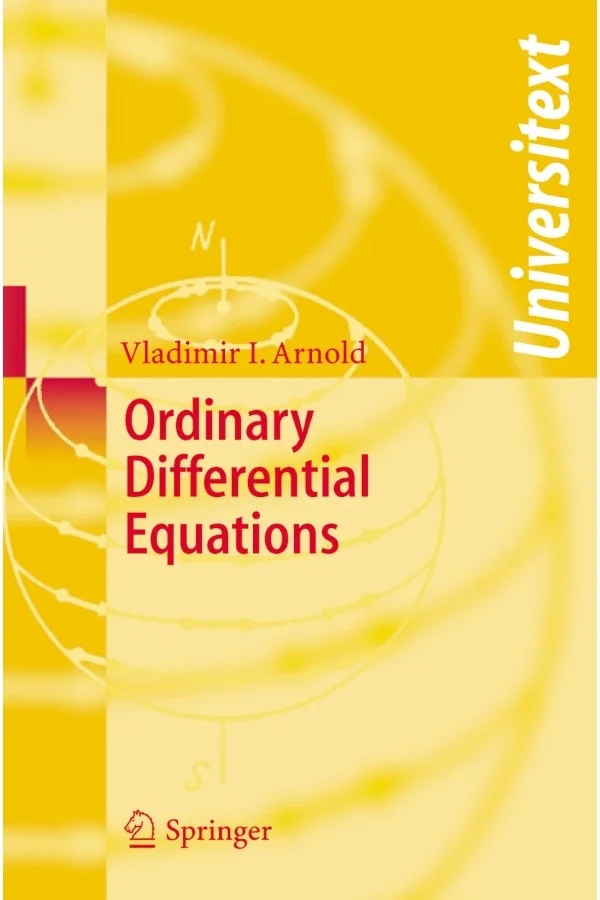 Universitext
N
Vladimir I. Arnold
Ordinary
Differential
Equations
S
Springer